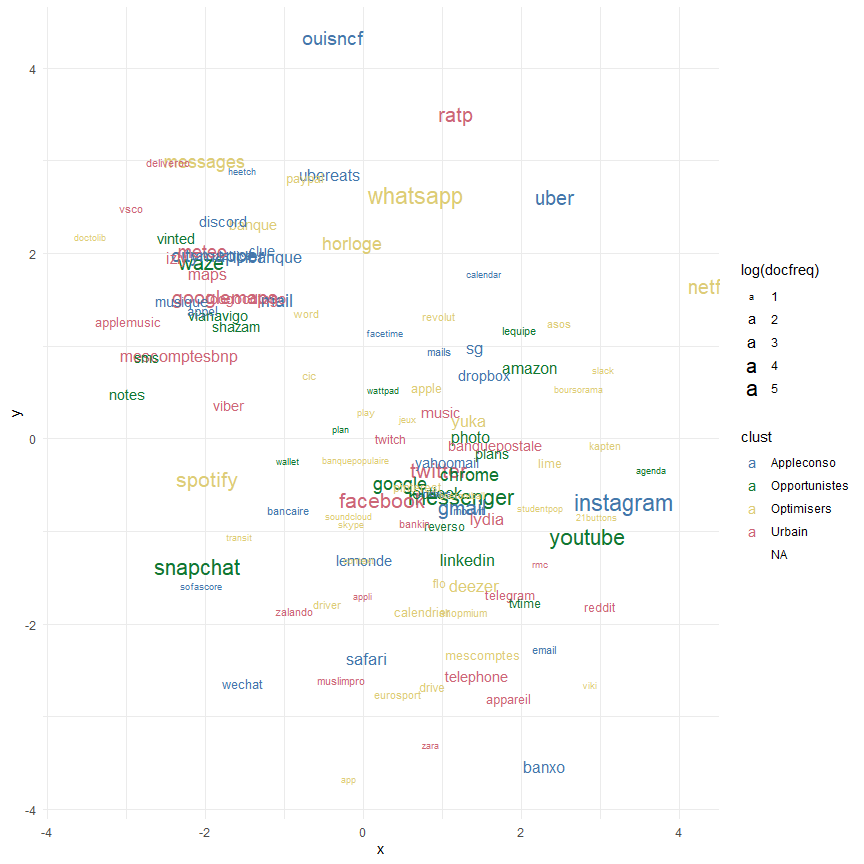 ouisncf
4
ratp
messages
deliveroo
heetch
ubereats
paypal
whatsapp
uber
vsco
discord
banque
vinted
doctolib
horloge
2
meteo
clue
banque
waze
maps
calendar
netf
googlemaps
mail
musique
appel
vianavigo
word
applemusic
shazam
revolut
asos
lequipe
facetime
mails
sg
mescomptesbnp
sms
amazon
dropbox
slack
cic
apple
wattpad
boursorama
notes
viber
music
play
jeux
yuka
plan
twitch
photo
0
y
banquepostale
kapten
plans
wallet
banquepopulaire
yahoomail
lime
agenda
twitter
chrome
spotify
google
messenger
facebook
gmail
instagram
bancaire
studentpop
soundcloud
21buttons
lydia
skype
reverso
transit
youtube
snapchat
linkedin
rmc
sofascore
flo
deezer
appli
telegram
tvtime
driver
zalando
calendrier
shopmium
reddit
-2
safari
mescomptes
email
wechat
muslimpro
telephone
drive
eurosport
viki
appareil
zara
app
banxo
-4
-4
-2
0
2
4
x
log(docfreq)
a 1
a 2
a 3
a 4
a 5
clust
a Appleconso
a Opportunistes
a Optimisers
a Urbain
NA